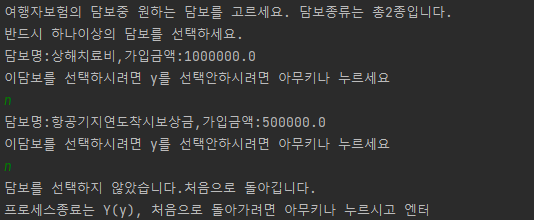 여행자보험의 담보중 원하는 담보를 고르세요. 담보종류는 총2종입니다.
반드시 하나이상의 담보를 선택하세요.
담보명:상해치료비,가입금액:1000000.0
이담보를 선택하시려면 y를 선택안하시려면 아무키나 누르세요
n
담보명:항공기지연도착시보상금,가입금액:500000.0
이담보를 선택하시려면 y를 선택안하시려면 아무키나 누르세요
n
담보를 선택하지 않았습니다.처음으로 돌아깁니다.
프로세스종료는 Y(y), 처음으로 돌아가려면 아무키나 누르시고 엔터